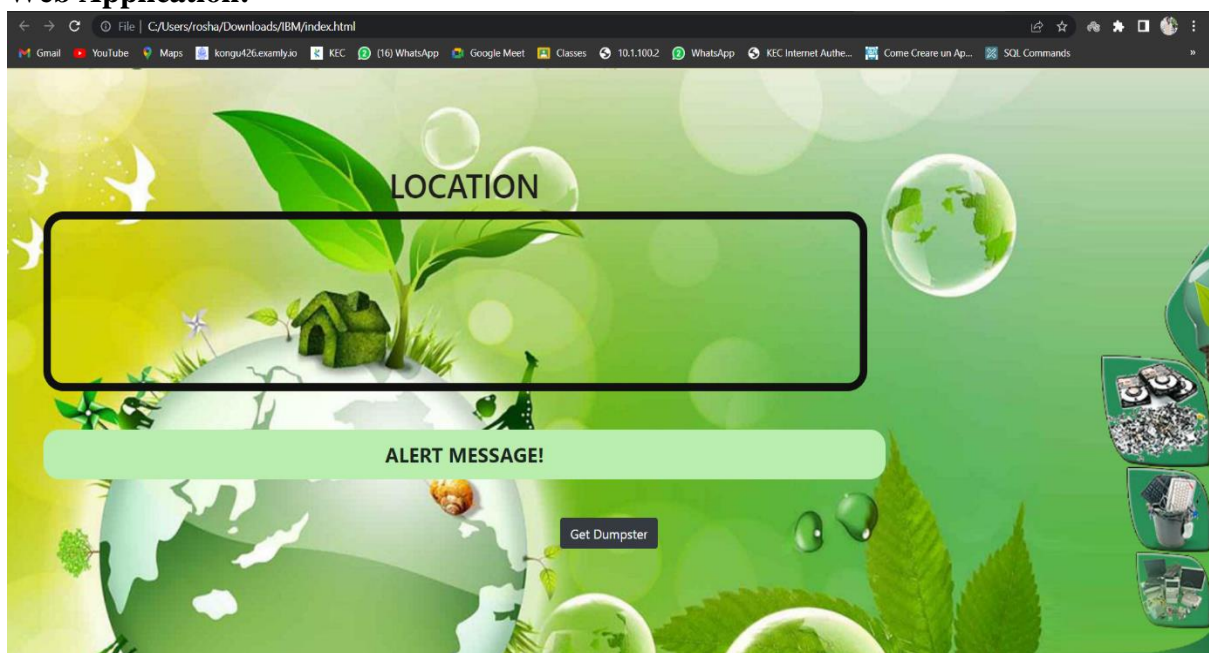 Web Application:
File | C:/Users/rosha/Downloads/IBM/index.html
Gmail YouTube Maps kongu426.examly.io KEC (16) WhatsApp Google Meet Classes 10.1.100.2 WhatsApp KEC Internet Authe... Come Creare un Ap... SQL Commands »
LOCATION
ALERT MESSAGE!
Get Dumpster